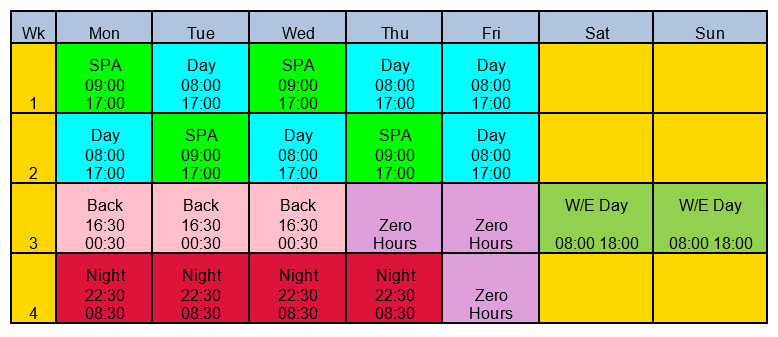 Wk Mon Tue Wed Thu Fri Sat Sun
SPA Day SPA Day Day
09:00 08:00 09:00 08:00 08:00
1 17:00 17:00 17:00 17:00 17:00
Day SPA Day SPA Day
08:00 09:00 08:00 09:00 08:00
2 17:00 17:00 17:00 17:00 17:00
Back Back Back W/E Day W/E Day
16:30 16:30 16:30 Zero Zero
3 00:30 00:30 00:30 Hours Hours 08:00 18:00 08:00 18:00
Night Night Night Night
22:30 22:30 22:30 22:30 Zero
4 08:30 08:30 08:30 08:30 Hours